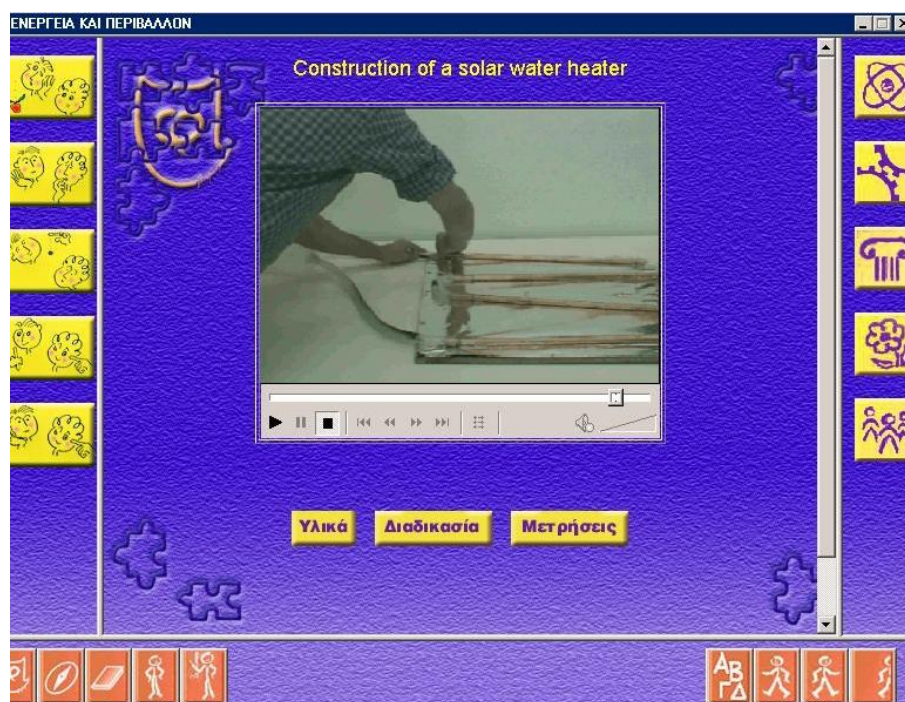 ΕΝΕΡΓΕΙΑ ΚΑΙ ΠΕΡΙΒΑΛΛΟΝ
Construction of a solar water heater
Υλικά Διαδικασία Μετρήσεις
ΑΒ
ΓΔ